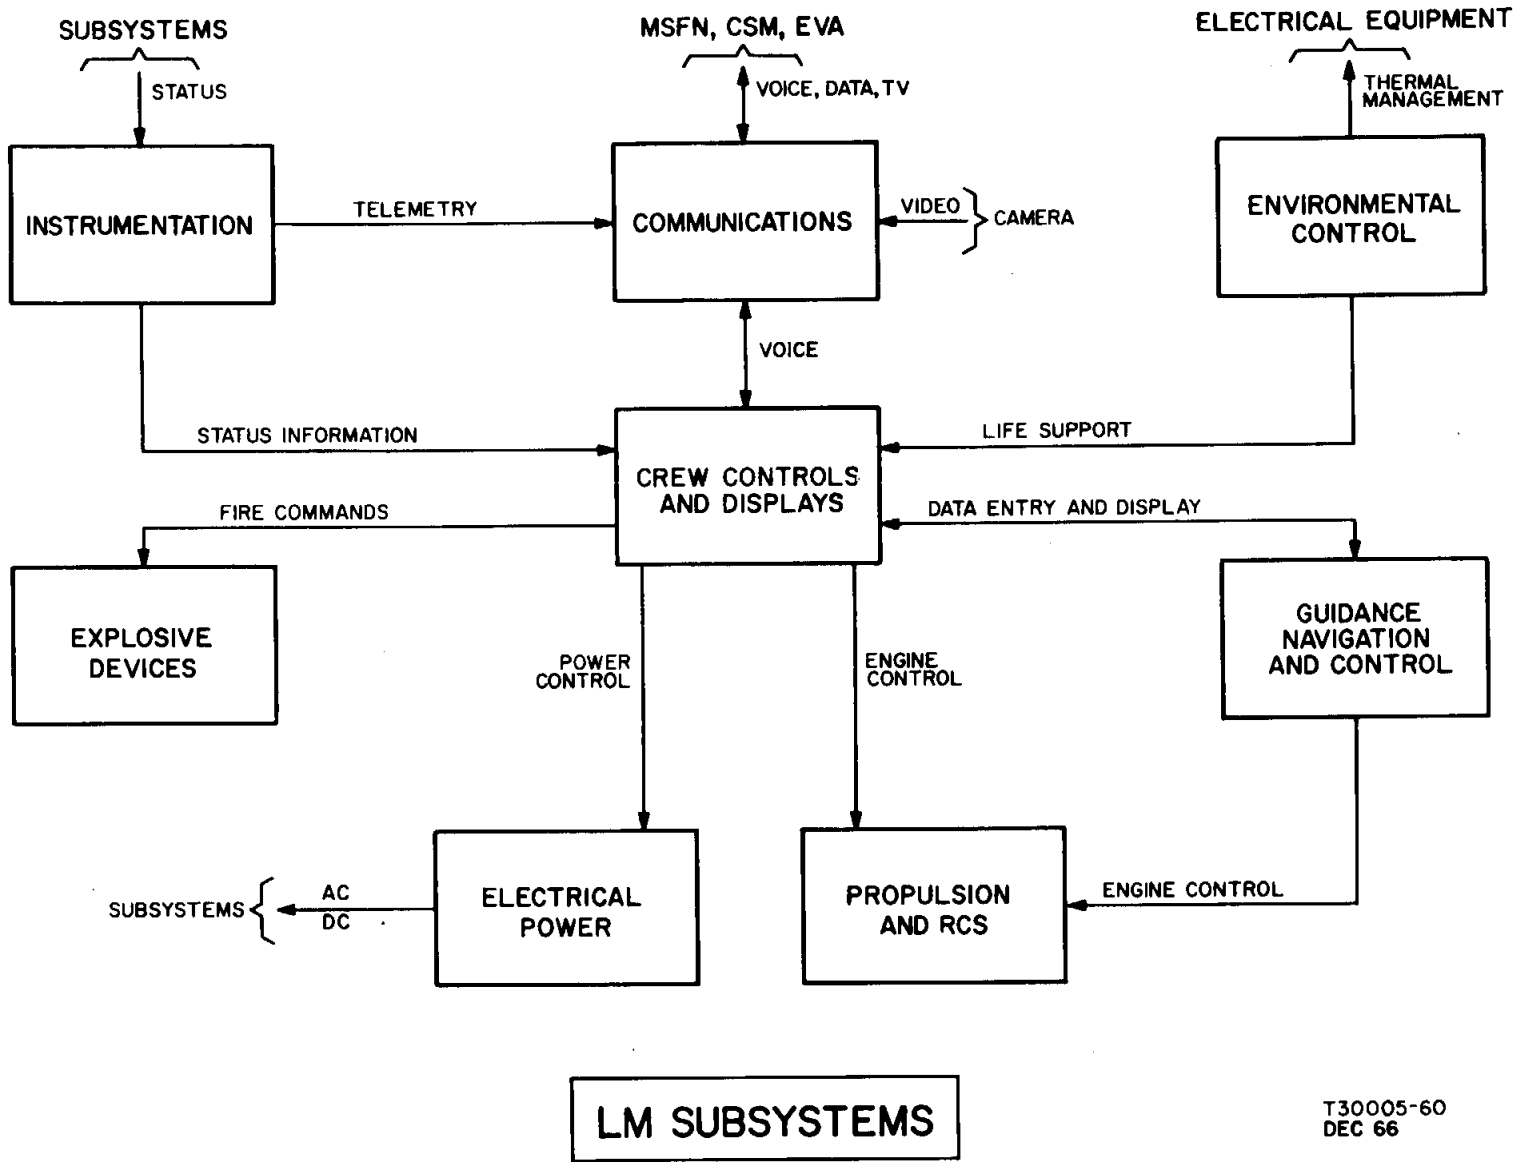 SUBSYSTEMS
MSFN, CSM, EVA
ELECTRICAL EQUIPMENT
STATUS
VOICE, DATA, TV
THERMAL
MANAGEMENT
INSTRUMENTATION
TELEMETRY
COMMUNICATIONS
VIDEO
CAMERA
ENVIRONMENTAL
CONTROL
VOICE
STATUS INFORMATION
LIFE SUPPORT
CREW CONTROLS
AND DISPLAYS
FIRE COMMANDS
DATA ENTRY AND DISPLAY
EXPLOSIVE
DEVICES
POWER
CONTROL
ENGINE
CONTROL
GUIDANCE
NAVIGATION
AND CONTROL
SUBSYSTEMS
AC
DC
ELECTRICAL
POWER
PROPULSION
AND RCS
ENGINE CONTROL
LM SUBSYSTEMS
T30005-60
DEC 66